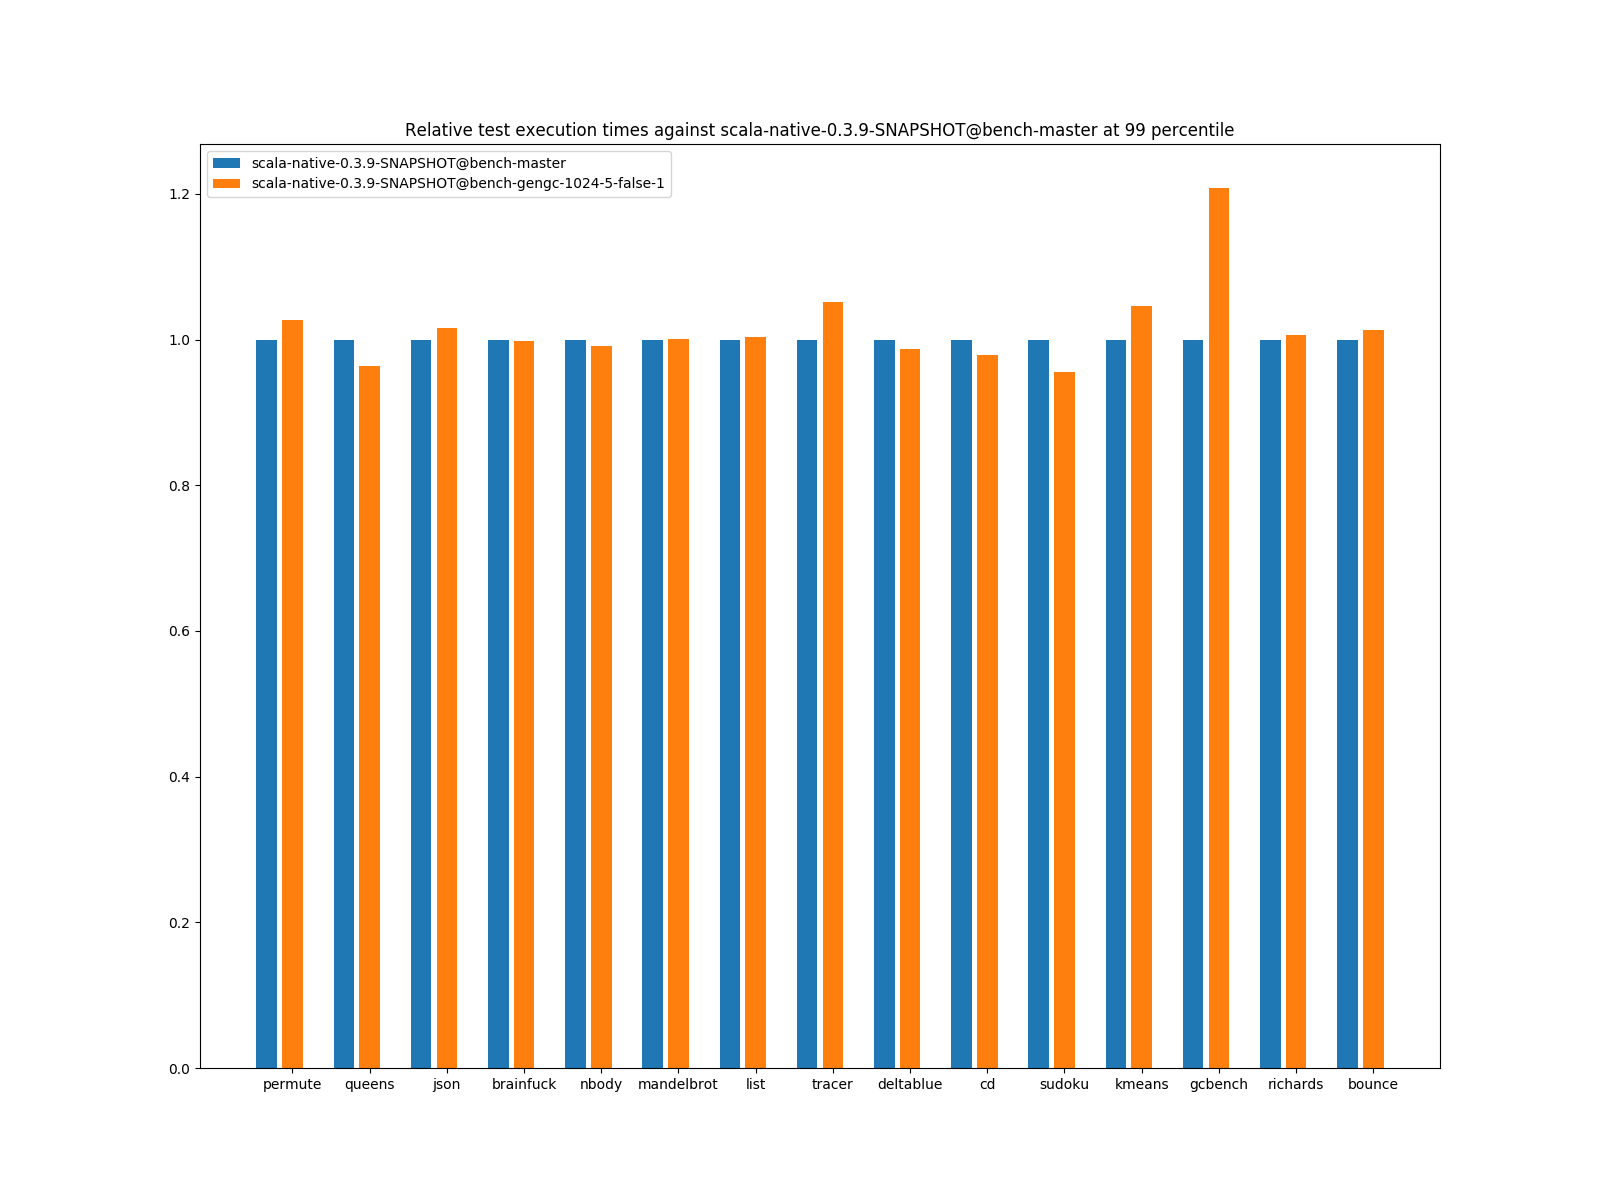 Relative test execution times against scala-native-0.3.9-SNAPSHOT@bench-master at 99 percentile
scala-native-0.3.9-SNAPSHOT@bench-master
scala-native-0.3.9-SNAPSHOT@bench-gengc-1024-5-false-1
1.2
1.0
0.8
0.6
0.4
0.2
0.0
permute queens json brainfuck nbody mandelbrot list tracer deltablue cd sudoku kmeans gcbench richards bounce